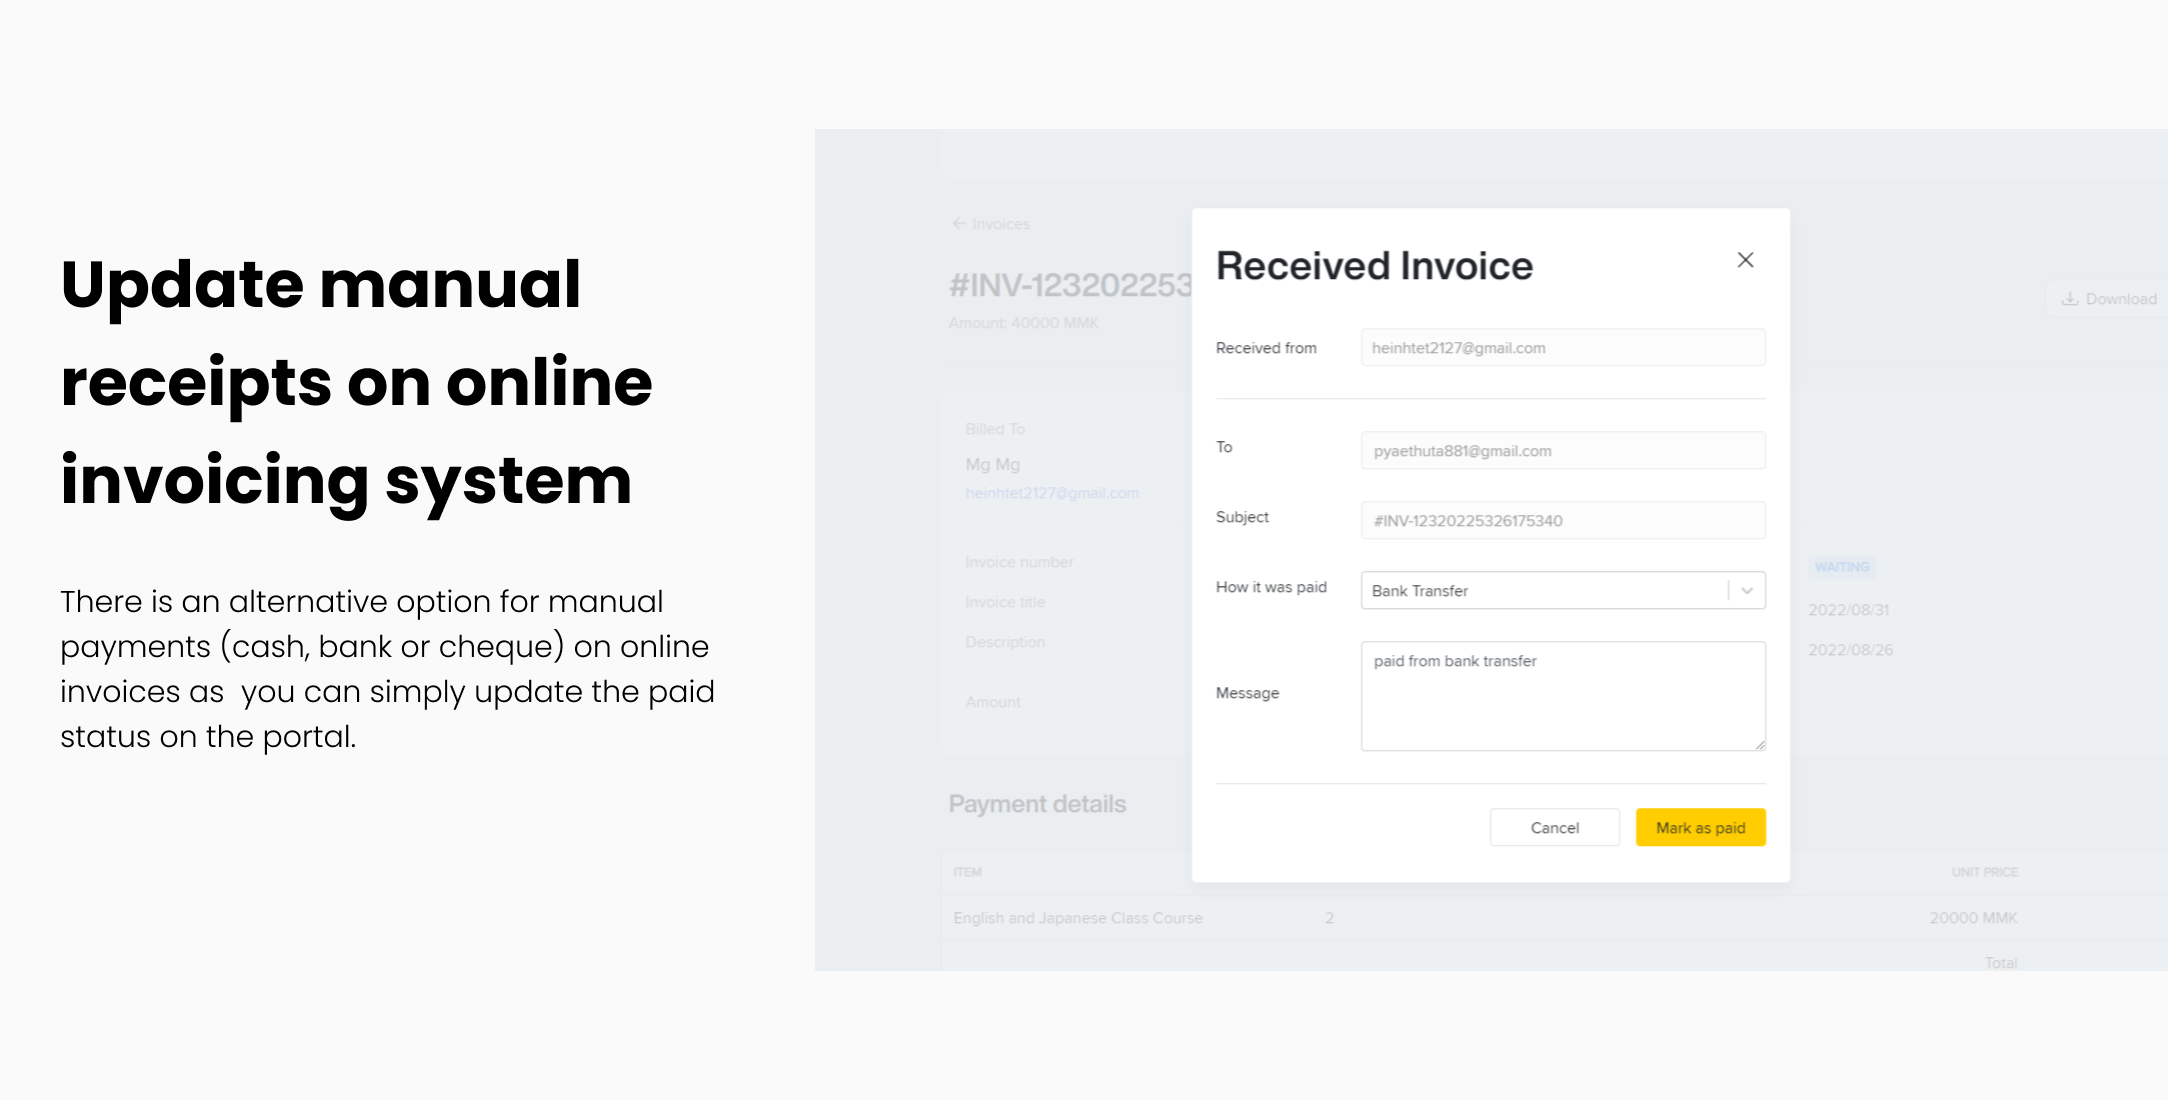 Update manual
receipts on online
invoicing system
There is an alternative option for manual
payments (cash, bank or cheque) on online
invoices as  you can simply update the paid
status on the portal.
Invoices
#INV-123202253
Amount: 40000 MMK
Download
Billed To
Mg Mg
heinhtet2127@gmail.com
Invoice number
Invoice title
Description
Amount
WAITING
2022/08/31
2022/08/26
Received Invoice
Received from
heinhtet2127@gmail.com
To
pyaethuta881@gmail.com
Subject
#INV-12320225326175340
How it was paid
Bank Transfer
Message
paid from bank transfer
Cancel
Mark as paid
Payment details
ITEM
UNIT PRICE
English and Japanese Class Course
2
20000 MMK
Total